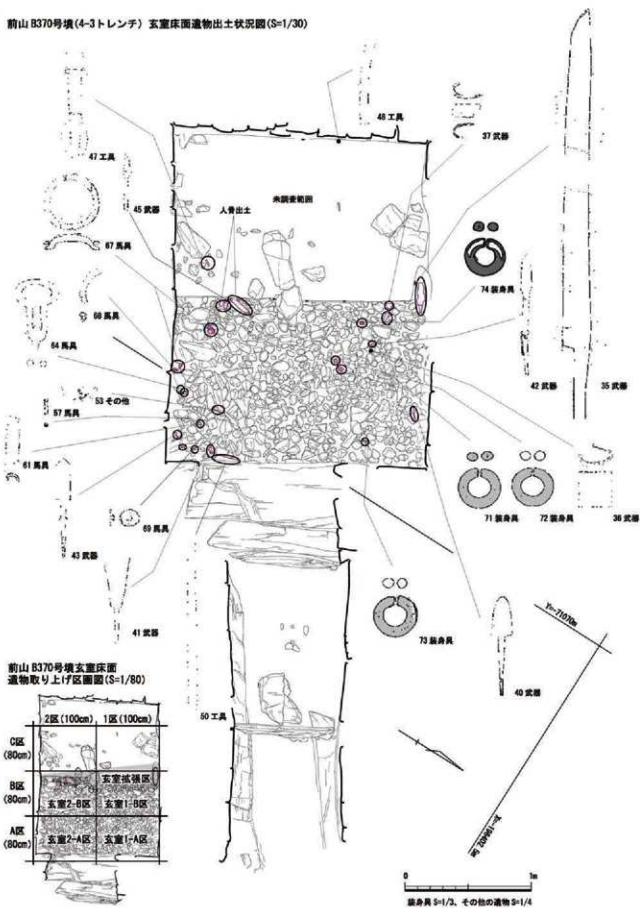 前山B370号墳(4-3トレンチ) 玄室床面遺物出土状況図(S=1/30)
48 工具
37 武器
47 工具
45 武器
人骨出土
未調査範囲
67 馬具
74 装身具
68 馬具
64 馬具
42 武器
35 武器
53 その他
57 馬具
61 馬具
71 装身具
72 装身具
36 武器
69 馬具
43 武器
41 武器
73 装身具
40 武器
Y=-71070m
50 工具
前山B370号墳玄室床面
遺物取り上げ区画図(S=1/80)
2区(100cm)
1区(100cm)
C区
(80cm)
B区
(80cm)
玄室拡張区
玄室2-B区
玄室1-B区
A区
(80cm)
玄室2-A区
玄室1-A区
0
1m
装身具 S=1/3、その他の遺物 S=1/4